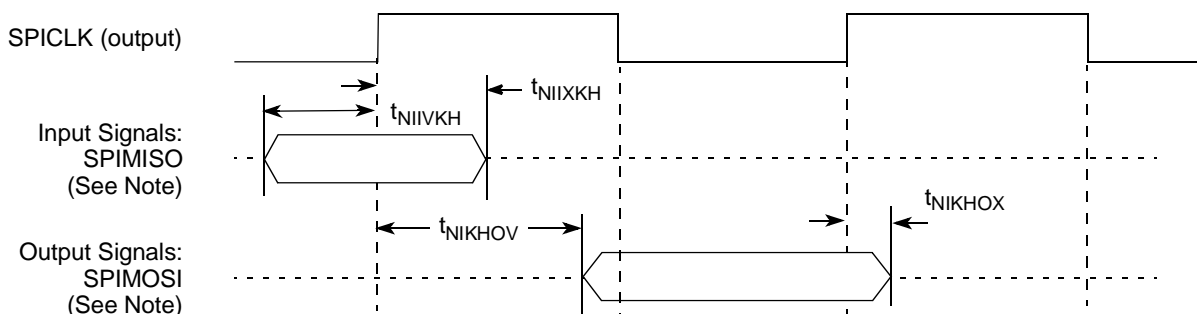 SPICLK (output)
tNIIXKH
tNIIVKH
Input Signals:
SPIMISO
(See Note)
tNIKHOX
tNIKHOV
Output Signals:
SPIMOSI
(See Note)